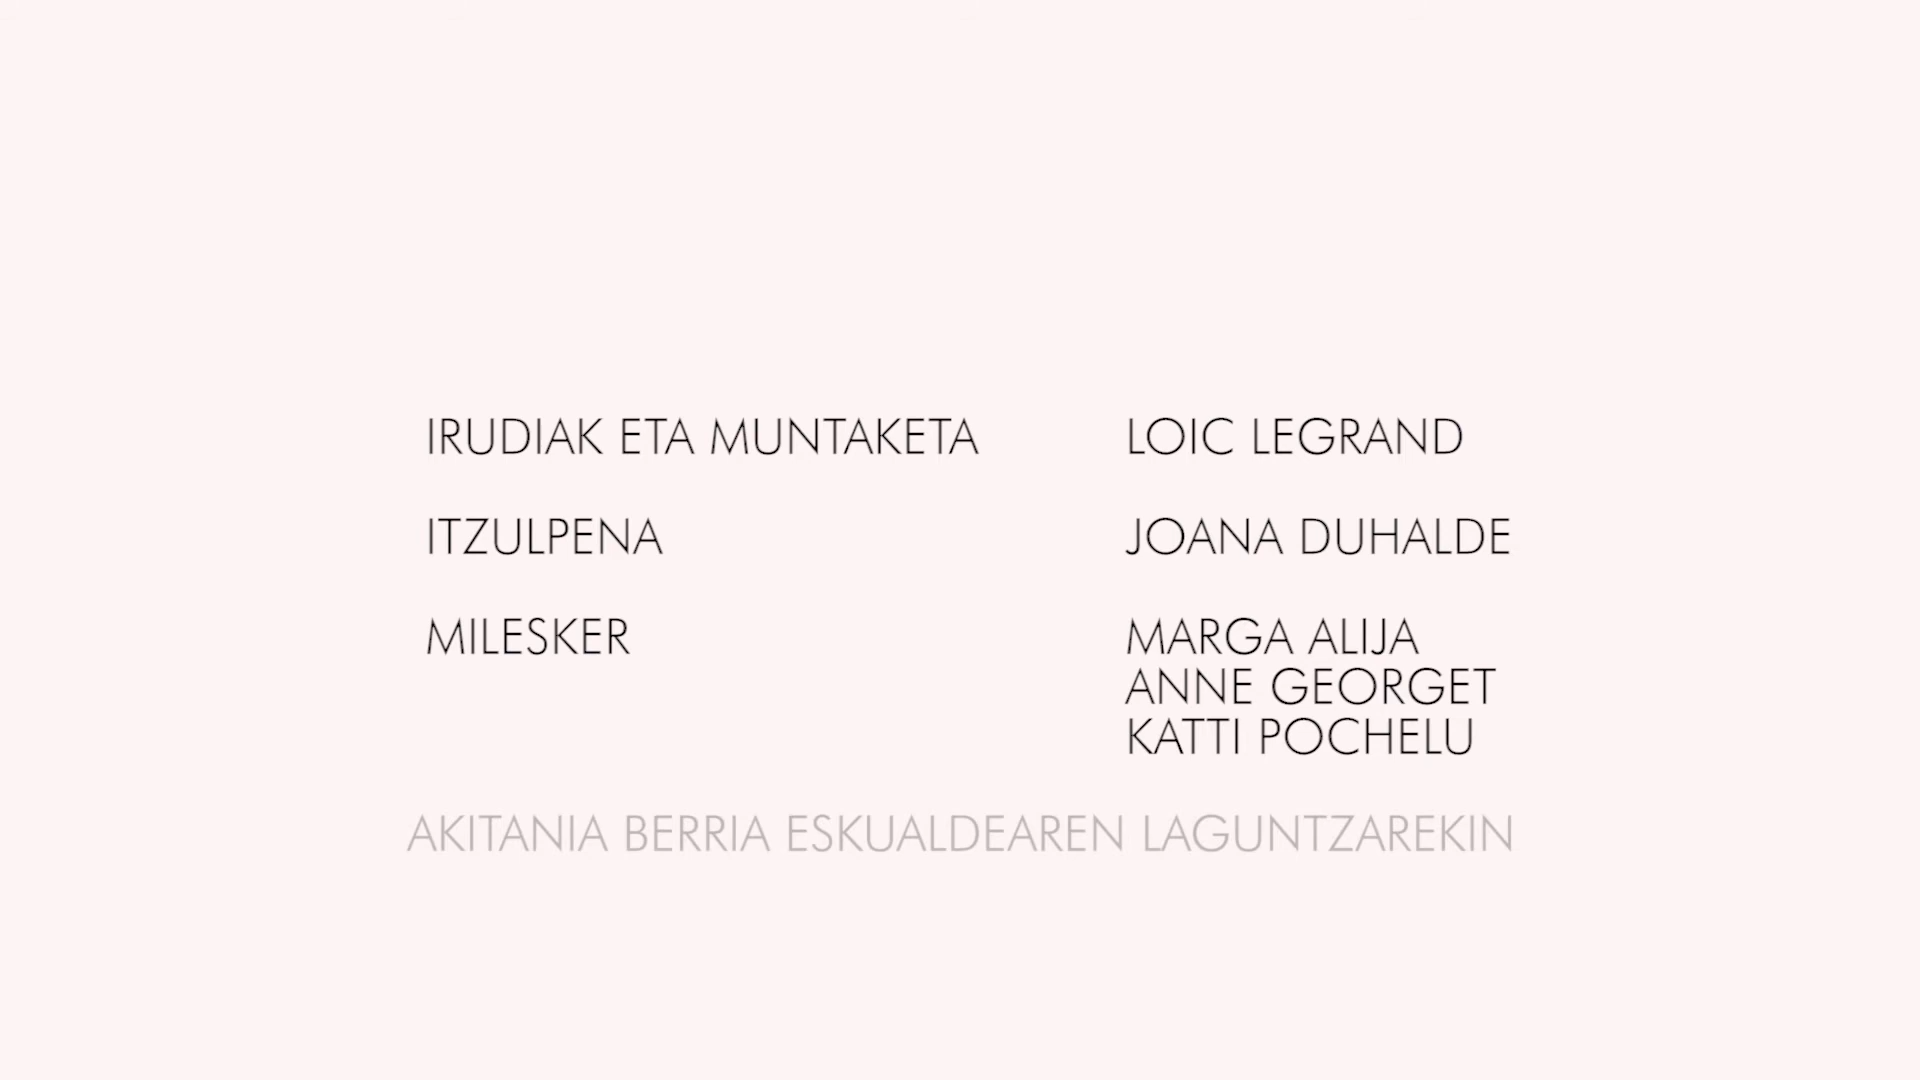 IRUDIAK ETA MUNTAKETA LOIC LEGRAND
ITZULPENA JOANA DUHALDE
MILESKER MARGA ALIJA
ANNE GEORGET
KATTI POCHELU
AKITANIA BERRIA ESKUALDEAREN LAGUNTZAREKIN